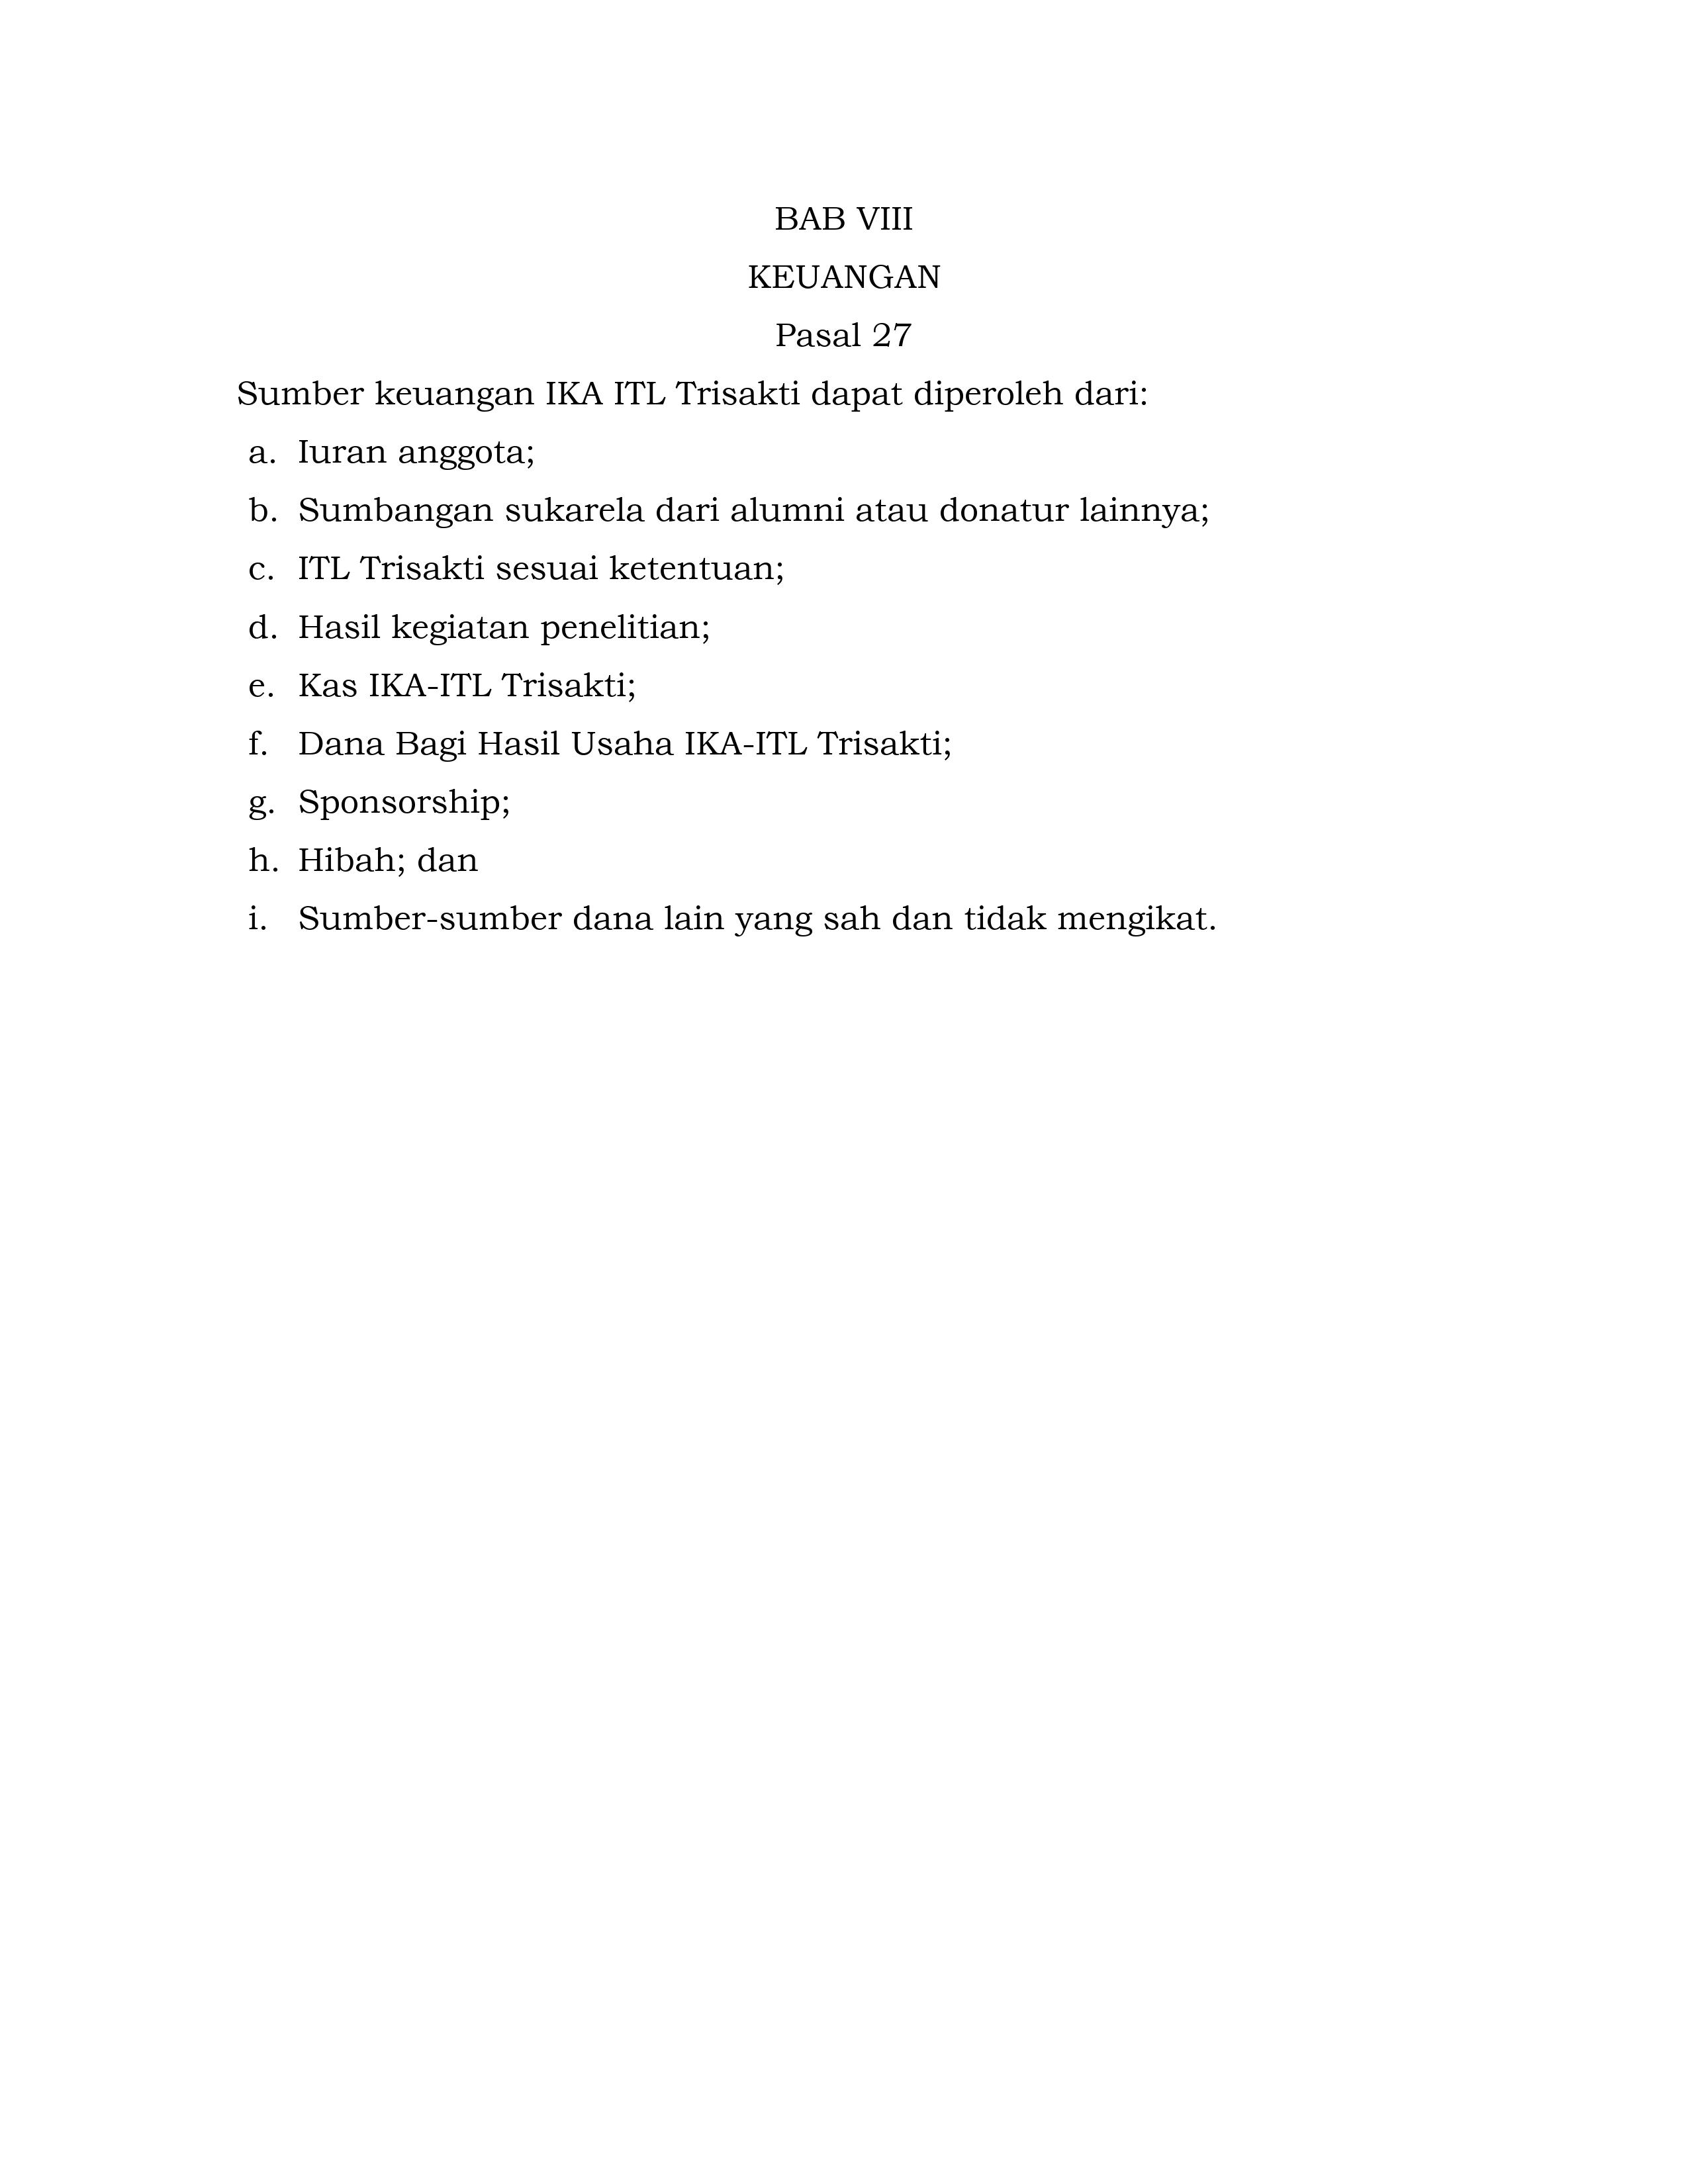 BAB VIII
KEUANGAN
Pasal 27
Sumber keuangan IKA ITL Trisakti dapat diperoleh dari:
a. Iuran anggota;
b. Sumbangan sukarela dari alumni atau donatur lainnya;
c. ITL Trisakti sesuai ketentuan;
d. Hasil kegiatan penelitian;
e. Kas IKA-ITL Trisakti;
f. Dana Bagi Hasil Usaha IKA-ITL Trisakti;
g. Sponsorship;
h. Hibah; dan
i. Sumber-sumber dana lain yang sah dan tidak mengikat.